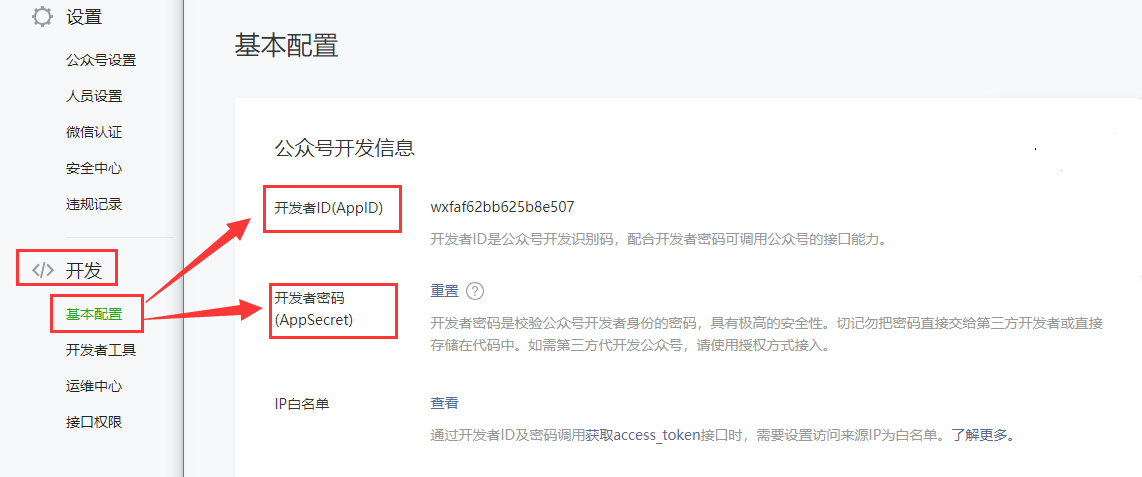 设置
公众号设置
人员设置
微信认证
安全中心
违规记录
</> 开发
基本配置
开发者工具
运维中心
接口权限
基本配置
公众号开发信息
开发者ID(AppID)
wxfaf62bb625b8e507
开发者ID是公众号开发识别码，配合开发者密码可调用公众号的接口能力。
开发者密码
(AppSecret)
重置 ?
开发者密码是校验公众号开发者身份的密码，具有极高的安全性。切记勿把密码直接交给第三方开发者或直接
存储在代码中。如需第三方代开发公众号，请使用授权方式接入。
IP白名单
查看
通过开发者ID及密码调用获取access_token接口时，需要设置访问来源IP为白名单。了解更多。